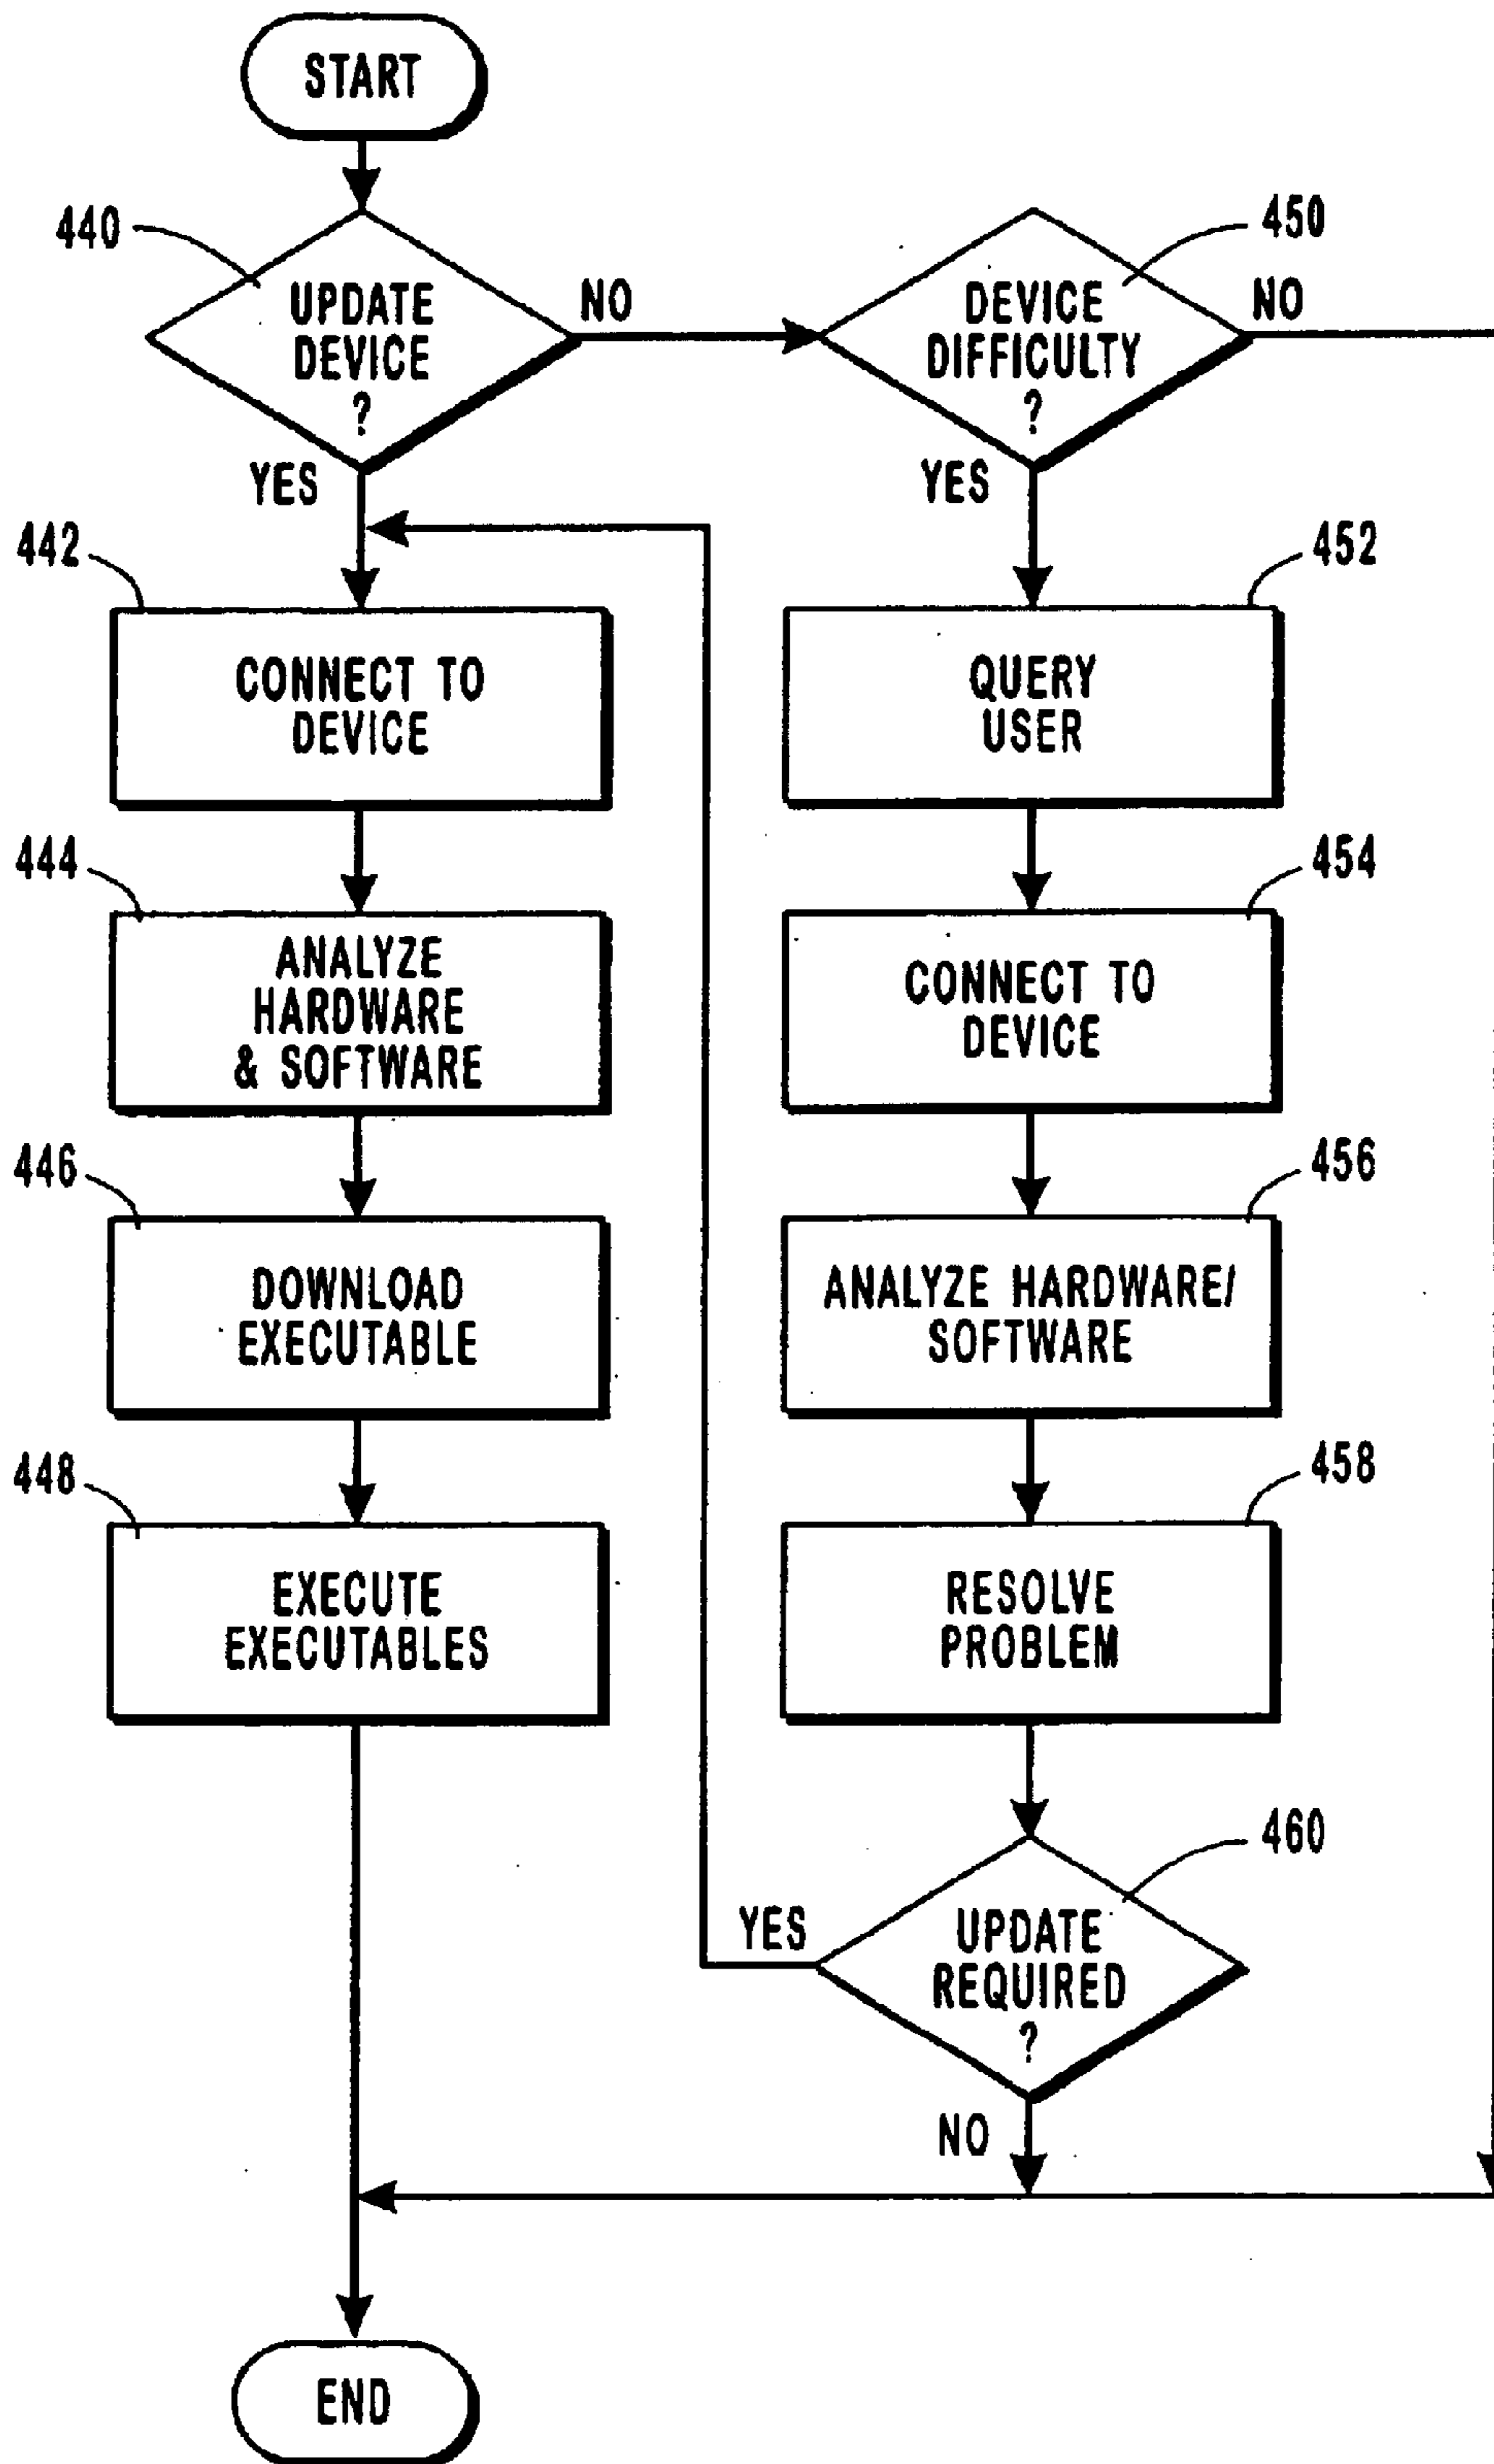 START
440
UPDATE
DEVICE
?
NO
YES
450
DEVICE
DIFFICULTY
?
NO
YES
442
CONNECT TO
DEVICE
452
QUERY
USER
444
ANALYZE
HARDWARE
& SOFTWARE
454
CONNECT TO
DEVICE
446
DOWNLOAD
EXECUTABLE
456
ANALYZE HARDWARE/
SOFTWARE
448
EXECUTE
EXECUTABLES
458
RESOLVE
PROBLEM
460
UPDATE
REQUIRED
?
YES
NO
END